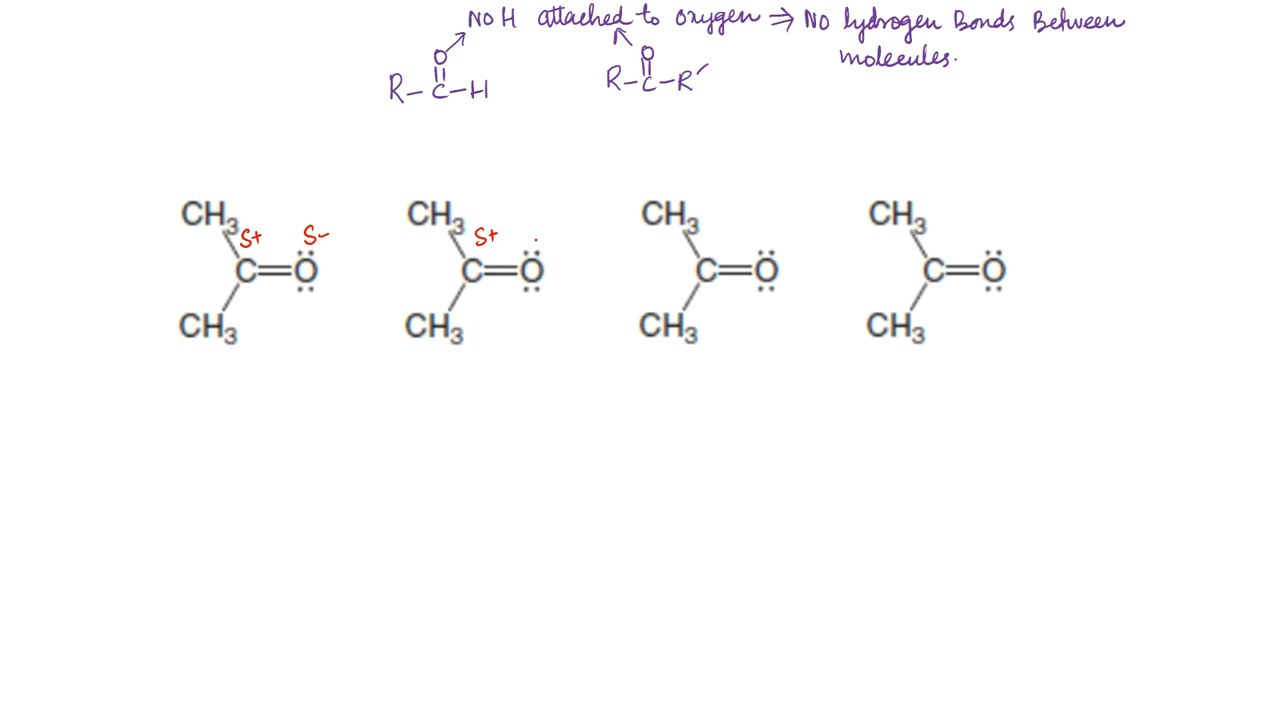 NO H attached to oxygen ⇒ NO hydrogen Bonds Between
molecules.
O O
R–C–H R–C–R′
CH3 CH3 CH3 CH3
δ+ δ- δ+
C=O C=O C=O C=O
CH3 CH3 CH3 CH3